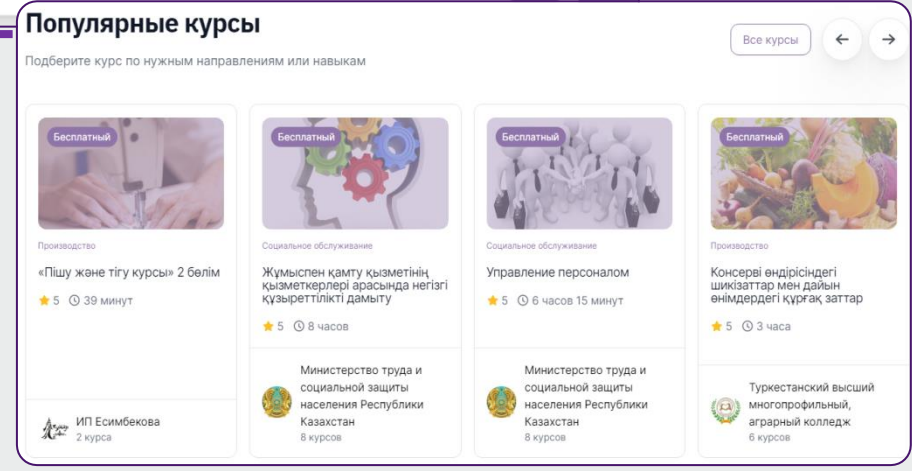 Популярные курсы
Подберите курс по нужным направлениям или навыкам
Все курсы
Бесплатный
Производство
«Пішу және тігу курсы» 2 бөлім
5 39 минут
ИП Есимбекова
2 курса
Бесплатный
Социальное обслуживание
Жұмыспен қамту қызметінің
қызметкерлері арасында негізгі
құзыреттілікті дамыту
5 8 часов
Министерство труда и
социальной защиты
населения Республики
Казахстан
8 курсов
Бесплатный
Социальное обслуживание
Управление персоналом
5 6 часов 15 минут
Министерство труда и
социальной защиты
населения Республики
Казахстан
8 курсов
Бесплатный
Производство
Консерві өндірісіндегі
шикізаттар мен дайын
өнімдердегі құрғақ заттар
5 3 часа
Туркестанский высший
многопрофильный,
аграрный колледж
6 курсов